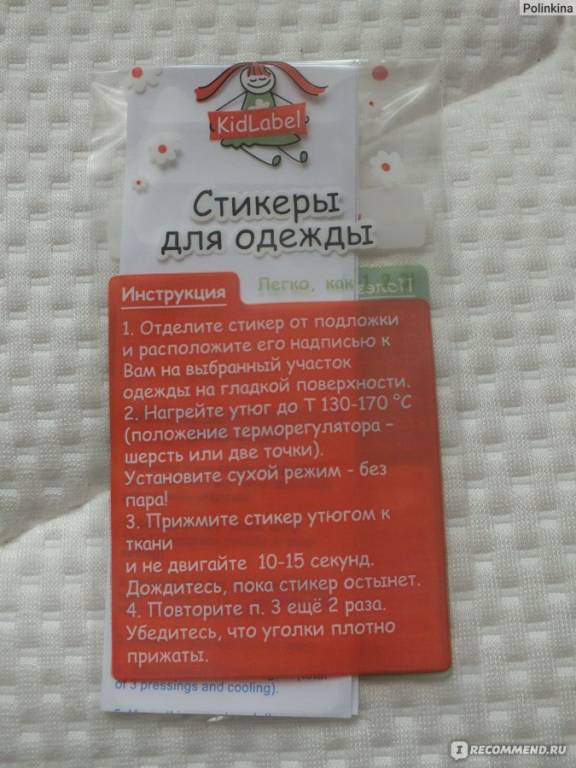 Polinkina
KidLabel
Стикеры
для одежды
Легко, как 1,2,3!
Инструкция
1. Отделите стикер от подложки
и расположите его надписью к
Вам на выбранный участок
одежды на гладкой поверхности.
2. Нагрейте утюг до T 130-170 °C
(положение терморегулятора –
шерсть или две точки).
Установите сухой режим - без
пара!
3. Прижмите стикер утюгом к
ткани
и не двигайте 10-15 секунд.
Дождитесь, пока стикер остынет.
4. Повторите п. 3 ещё 2 раза.
Убедитесь, что уголки плотно
прижаты.
of 3 pressings and cooling).
IRECOMMEND.RU